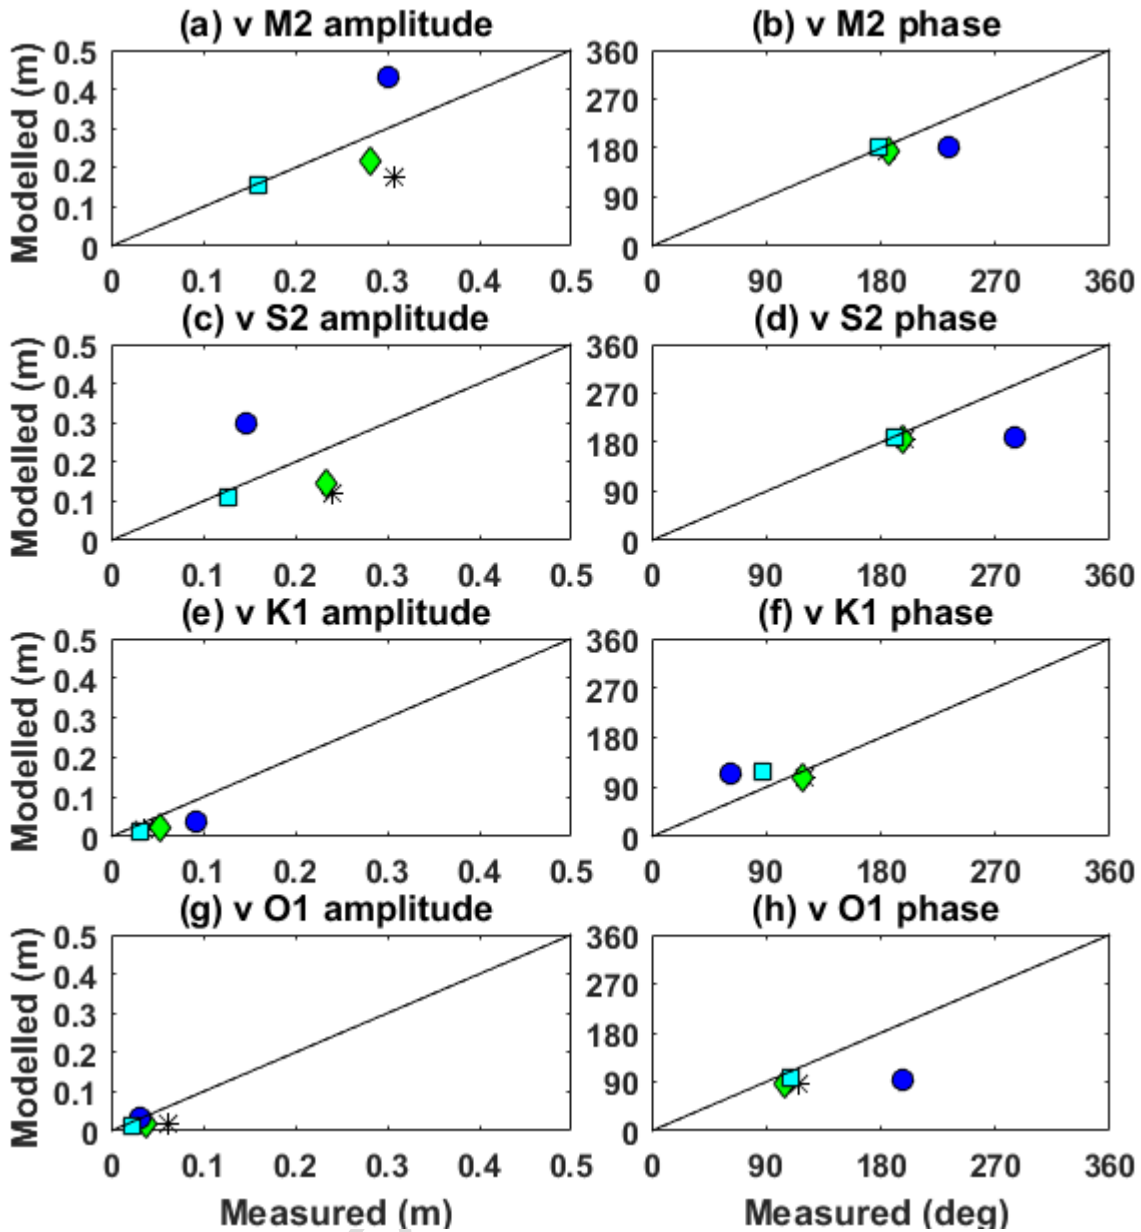 (a) v M2 amplitude
(b) v M2 phase
Modelled (m)
0.5
0.4
0.3
0.2
0.1
0
0 0.1 0.2 0.3 0.4 0.5
360
270
180
90
0
0 90 180 270 360
(c) v S2 amplitude
(d) v S2 phase
Modelled (m)
0.5
0.4
0.3
0.2
0.1
0
0 0.1 0.2 0.3 0.4 0.5
360
270
180
90
0
0 90 180 270 360
(e) v K1 amplitude
(f) v K1 phase
Modelled (m)
0.5
0.4
0.3
0.2
0.1
0
0 0.1 0.2 0.3 0.4 0.5
360
270
180
90
0
0 90 180 270 360
(g) v O1 amplitude
(h) v O1 phase
Modelled (m)
0.5
0.4
0.3
0.2
0.1
0
0 0.1 0.2 0.3 0.4 0.5
360
270
180
90
0
0 90 180 270 360
Measured (m)
Measured (deg)